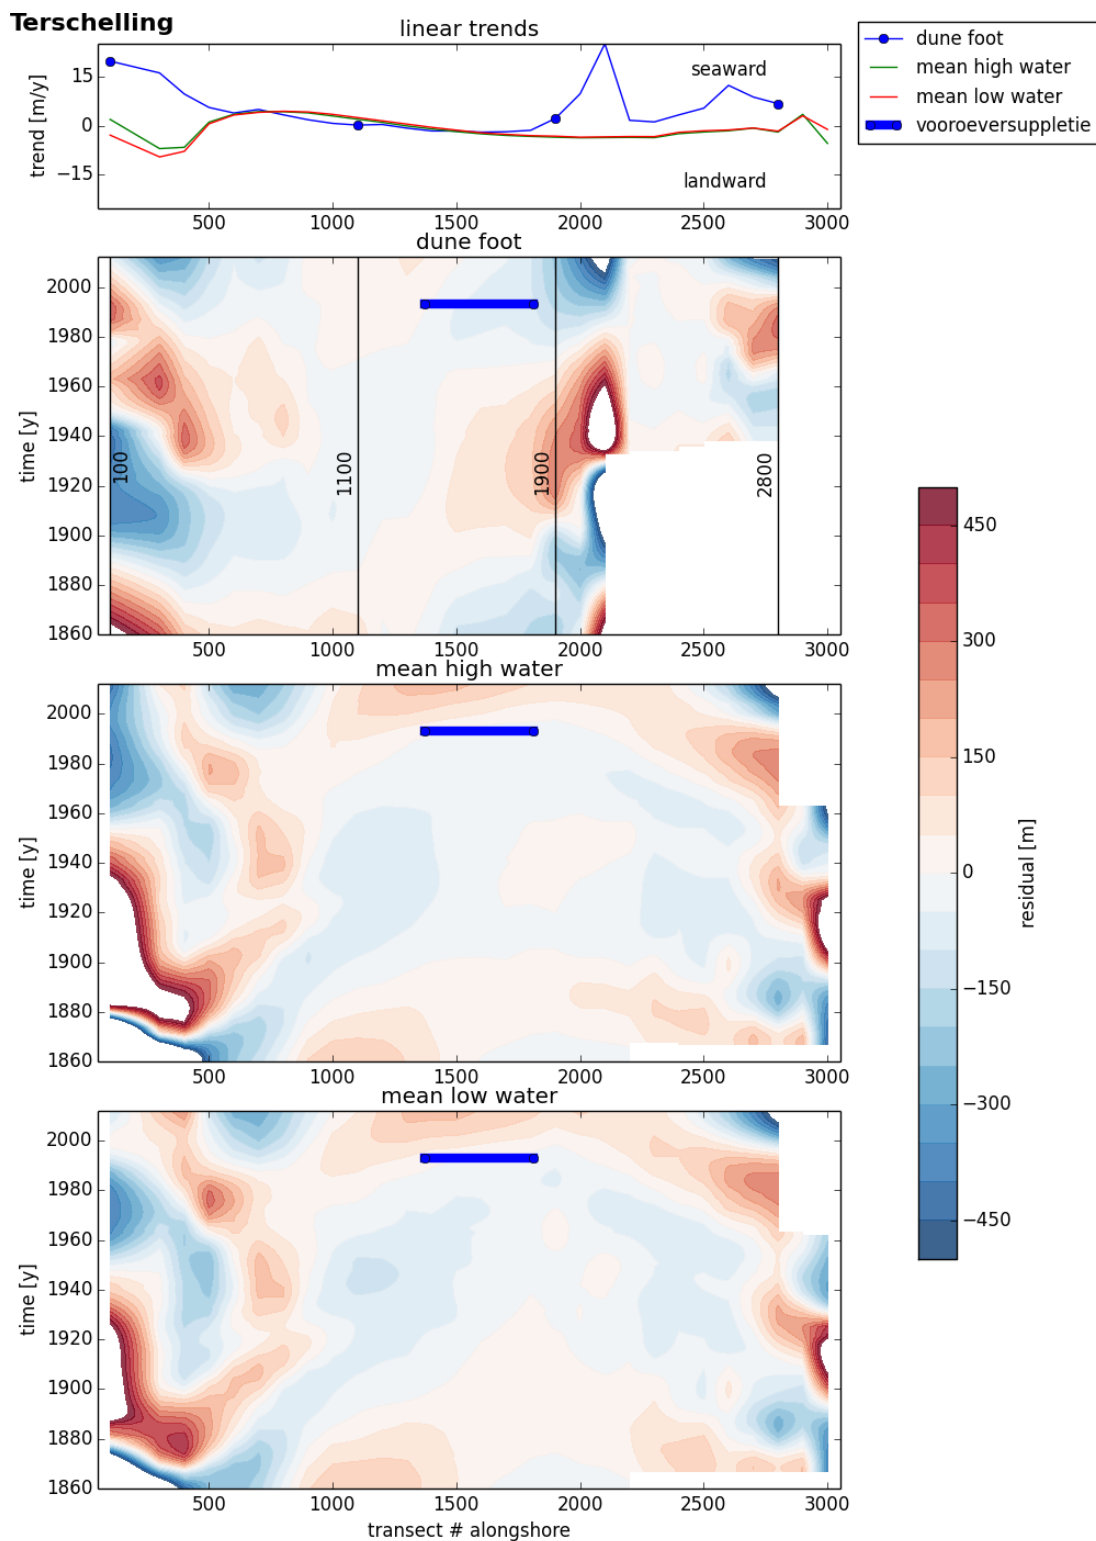 Terschelling
linear trends
trend [m/y]
15
0
−15
seaward
landward
500 1000 1500 2000 2500 3000
dune foot
mean high water
mean low water
vooroeversuppletie
dune foot
time [y]
2000
1980
1960
1940
1920
1900
1880
1860
100
1100
1900
2800
500 1000 1500 2000 2500 3000
mean high water
time [y]
2000
1980
1960
1940
1920
1900
1880
1860
500 1000 1500 2000 2500 3000
mean low water
time [y]
2000
1980
1960
1940
1920
1900
1880
1860
500 1000 1500 2000 2500 3000
transect # alongshore
450
300
150
0
−150
−300
−450
residual [m]